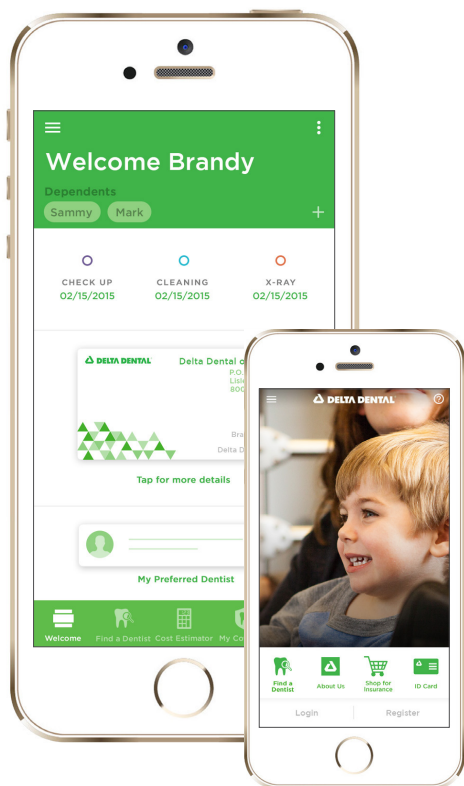 Welcome Brandy
Dependents
Sammy Mark +
CHECK UP CLEANING X-RAY
02/15/2015 02/15/2015 02/15/2015
DELTA DENTAL Delta Dental
P.O.
Tap for more details
My Preferred Dentist
Welcome Find a Dentist Cost Estimator My
DELTA DENTAL
Find a Dentist
About Us
Shop for Insurance
ID Card
Login Register